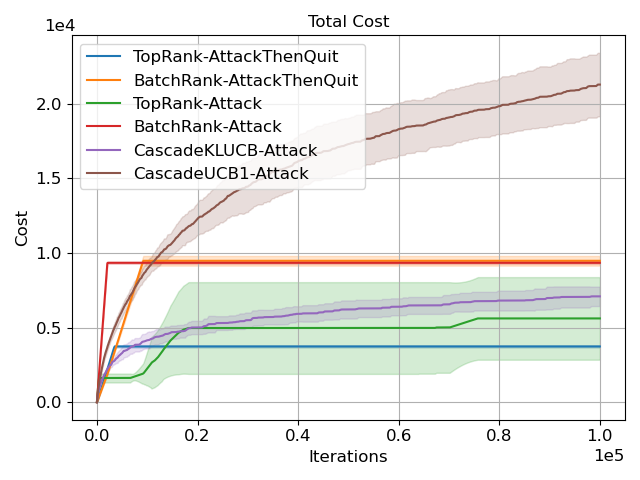 Total Cost
1e4
TopRank-AttackThenQuit
BatchRank-AttackThenQuit
TopRank-Attack
BatchRank-Attack
CascadeKLUCB-Attack
CascadeUCB1-Attack
2.0
1.5
1.0
0.5
0.0
Cost
0.0 0.2 0.4 0.6 0.8 1.0
Iterations
1e5